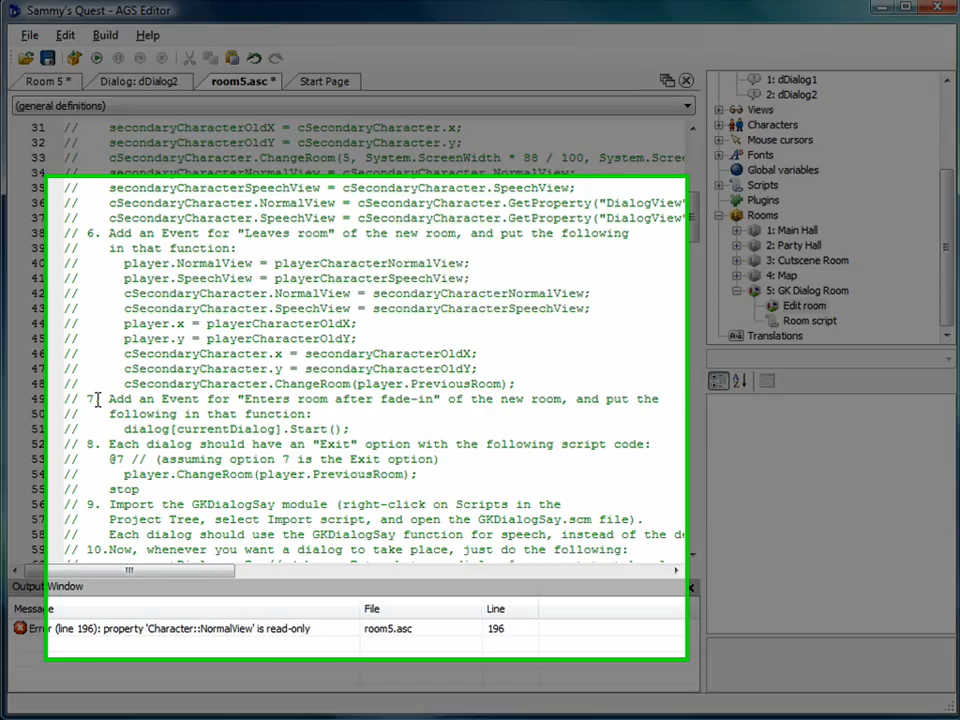 Sammy's Quest - AGS Editor
File Edit Build Help
Room 5 * Dialog: dDialog2 room5.asc * Start Page
(general definitions)
31 // secondaryCharacterOldX = cSecondaryCharacter.x;
32 // secondaryCharacterOldY = cSecondaryCharacter.y;
33 // cSecondaryCharacter.ChangeRoom(5, System.ScreenWidth * 88 / 100, System.Scree
34 // secondaryCharacterNormalView = cSecondaryCharacter.NormalView;
35 // secondaryCharacterSpeechView = cSecondaryCharacter.SpeechView;
36 // cSecondaryCharacter.NormalView = cSecondaryCharacter.GetProperty("DialogView"
37 // cSecondaryCharacter.SpeechView = cSecondaryCharacter.GetProperty("DialogView"
38 // 6. Add an Event for "Leaves room" of the new room, and put the following
39 // in that function:
40 // player.NormalView = playerCharacterNormalView;
41 // player.SpeechView = playerCharacterSpeechView;
42 // cSecondaryCharacter.NormalView = secondaryCharacterNormalView;
43 // cSecondaryCharacter.SpeechView = secondaryCharacterSpeechView;
44 // player.x = playerCharacterOldX;
45 // player.y = playerCharacterOldY;
46 // cSecondaryCharacter.x = secondaryCharacterOldX;
47 // cSecondaryCharacter.y = secondaryCharacterOldY;
48 // cSecondaryCharacter.ChangeRoom(player.PreviousRoom);
49 // 7. Add an Event for "Enters room after fade-in" of the new room, and put the
50 // following in that function:
51 // dialog[currentDialog].Start();
52 // 8. Each dialog should have an "Exit" option with the following script code:
53 // @7 // (assuming option 7 is the Exit option)
54 // player.ChangeRoom(player.PreviousRoom);
55 // stop
56 // 9. Import the GKDialogSay module (right-click on Scripts in the
57 // Project Tree, select Import script, and open the GKDialogSay.scm file).
58 // Each dialog should use the GKDialogSay function for speech, instead of the de
59 // 10.Now, whenever you want a dialog to take place, just do the following:
Output Window
Message File Line
Error (line 196): property 'Character::NormalView' is read-only room5.asc 196
1: dDialog1
2: dDialog2
Views
Characters
Mouse cursors
Fonts
Global variables
Scripts
Plugins
Rooms
1: Main Hall
2: Party Hall
3: Cutscene Room
4: Map
5: GK Dialog Room
Edit room
Room script
Translations